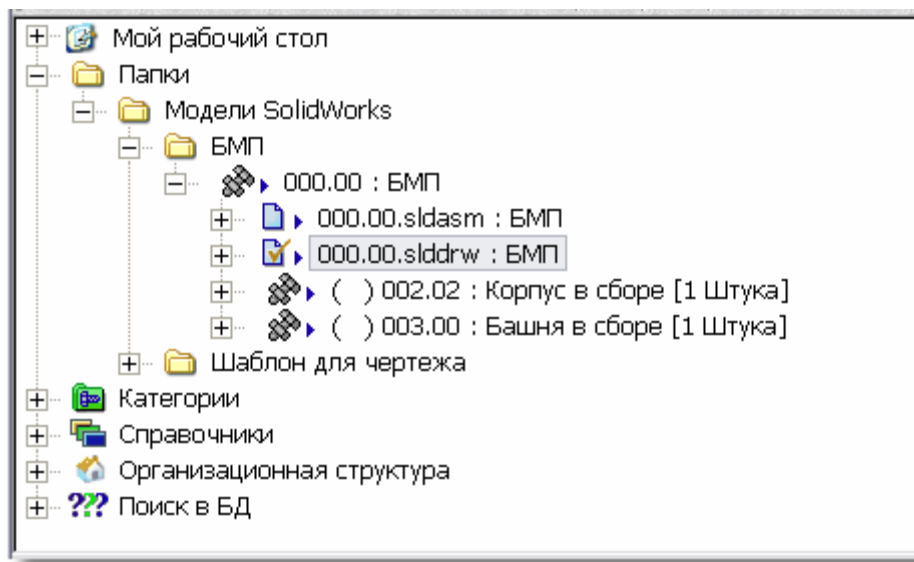 Мой рабочий стол
Папки
Модели SolidWorks
БМП
000.00 : БМП
000.00.sldasm : БМП
000.00.slddrw : БМП
( ) 002.02 : Корпус в сборе [1 Штука]
( ) 003.00 : Башня в сборе [1 Штука]
Шаблон для чертежа
Категории
Справочники
Организационная структура
??? Поиск в БД